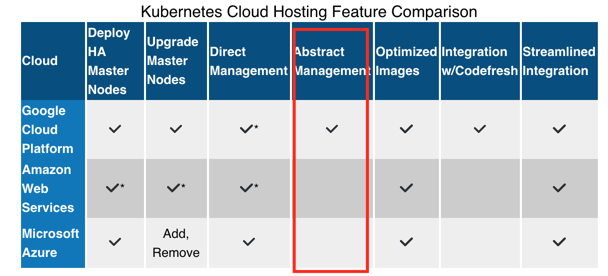 Kubernetes Cloud Hosting Feature Comparison
Cloud
Deploy
HA
Master
Nodes
Upgrade
Master
Nodes
Direct
Management
Abstract
Management
Optimized
Images
Integration
w/Codefresh
Streamlined
Integration
Google
Cloud
Platform
✓
✓
✓*
✓
✓
✓
✓
Amazon
Web
Services
✓*
✓*
✓*
✓
✓
Microsoft
Azure
✓
Add,
Remove
✓
✓
✓